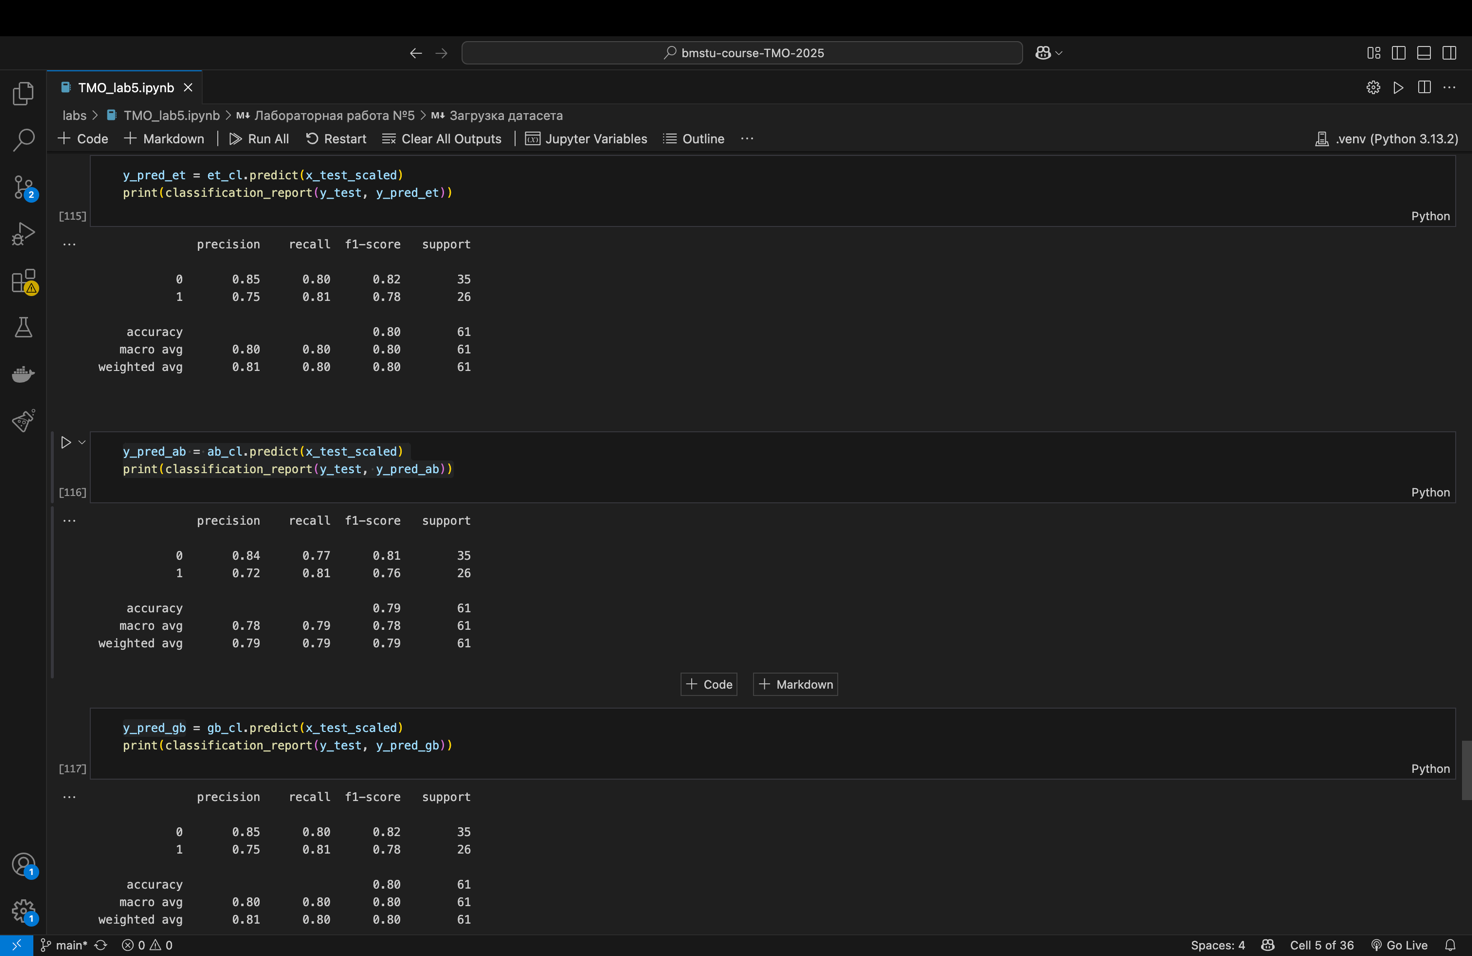 bmstu-course-TMO-2025
TMO_lab5.ipynb
labs > TMO_lab5.ipynb > M↓ Лабораторная работа №5 > M↓ Загрузка датасета
+ Code + Markdown | Run All Restart Clear All Outputs | Jupyter Variables Outline ... .venv (Python 3.13.2)
y_pred_et = et_cl.predict(x_test_scaled)
print(classification_report(y_test, y_pred_et))
[115] Python
... precision recall f1-score support
0 0.85 0.80 0.82 35
1 0.75 0.81 0.78 26
accuracy 0.80 61
macro avg 0.80 0.80 0.80 61
weighted avg 0.81 0.80 0.80 61
y_pred_ab = ab_cl.predict(x_test_scaled)
print(classification_report(y_test, y_pred_ab))
[116] Python
... precision recall f1-score support
0 0.84 0.77 0.81 35
1 0.72 0.81 0.76 26
accuracy 0.79 61
macro avg 0.78 0.79 0.78 61
weighted avg 0.79 0.79 0.79 61
+ Code + Markdown
y_pred_gb = gb_cl.predict(x_test_scaled)
print(classification_report(y_test, y_pred_gb))
[117] Python
... precision recall f1-score support
0 0.85 0.80 0.82 35
1 0.75 0.81 0.78 26
accuracy 0.80 61
macro avg 0.80 0.80 0.80 61
weighted avg 0.81 0.80 0.80 61
2
1
1
main* 0 0 Spaces: 4 Cell 5 of 36 Go Live